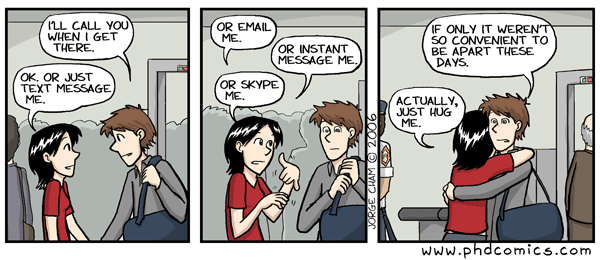 I'LL CALL YOU
WHEN I GET
THERE.
OK. OR JUST
TEXT MESSAGE
ME.
OR EMAIL
ME.
OR INSTANT
MESSAGE ME.
OR SKYPE
ME.
JORGE CHAM © 2006
IF ONLY IT WEREN'T
SO CONVENIENT TO
BE APART THESE
DAYS.
ACTUALLY,
JUST HUG
ME.
www.phdcomics.com